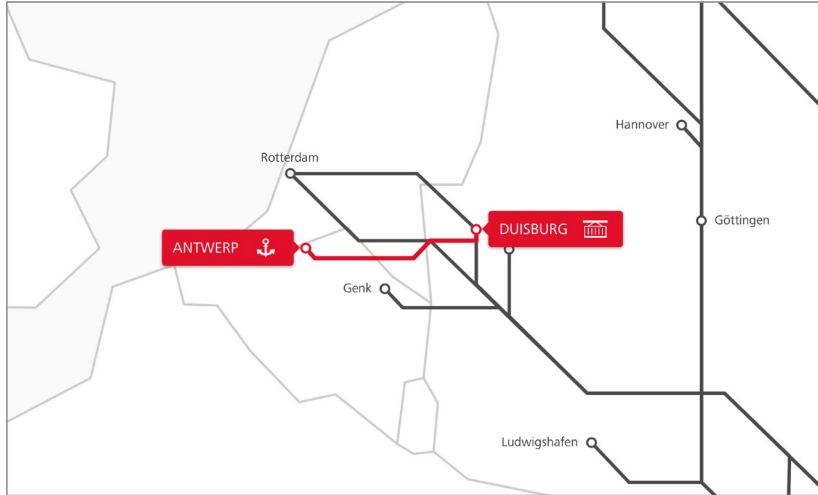 Hannover
Rotterdam
Göttingen
DUISBURG
ANTWERP
Genk
Ludwigshafen